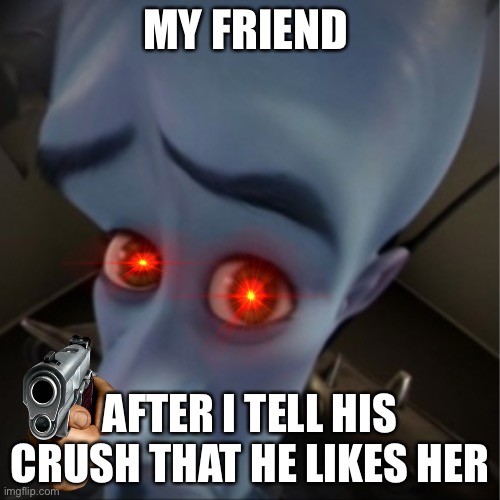 MY FRIEND
AFTER I TELL HIS
CRUSH THAT HE LIKES HER
imgflip.com